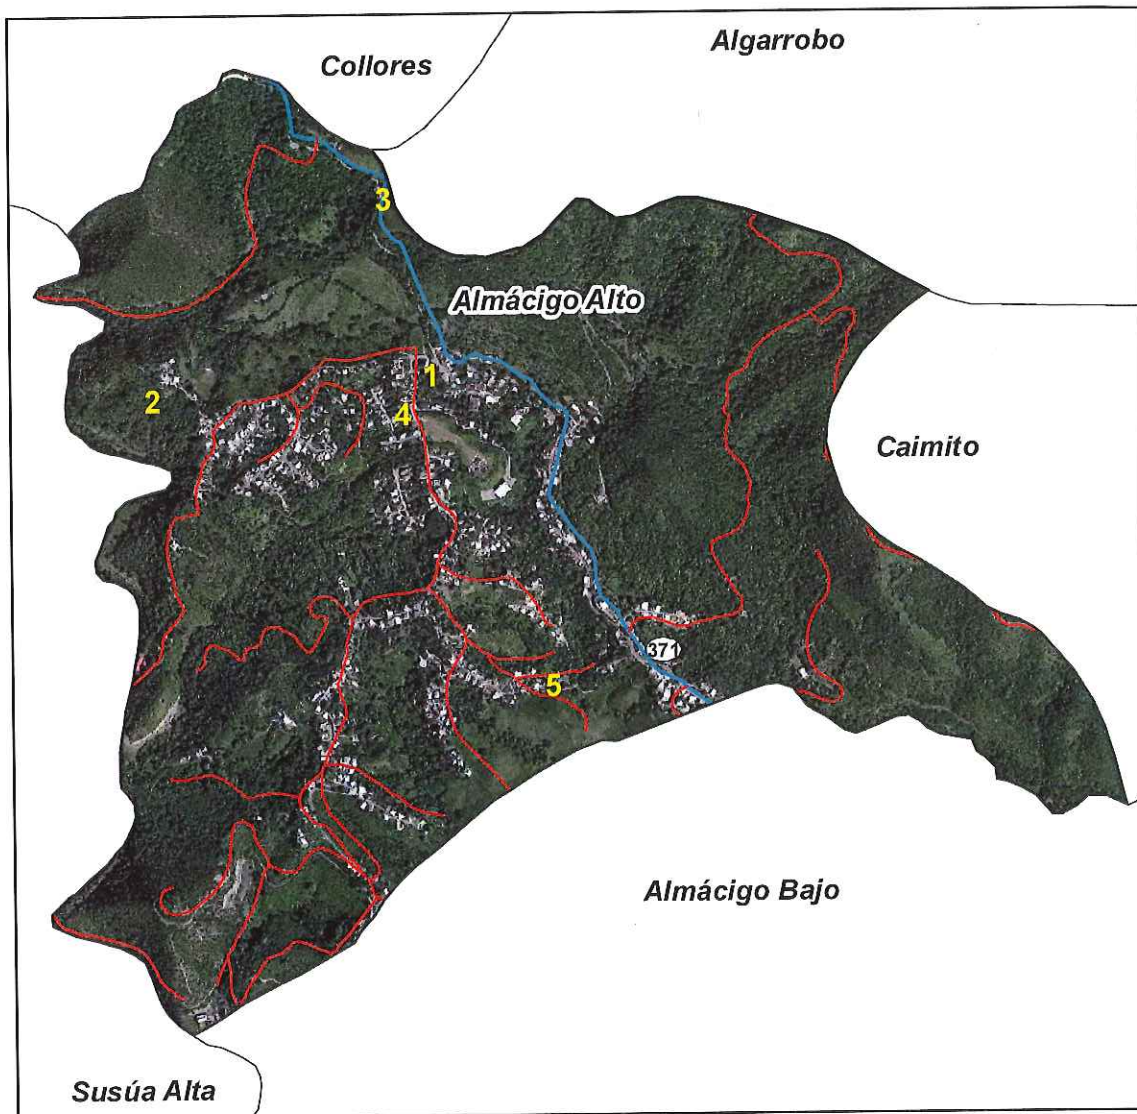 Algarrobo
Collores
3
Almácigo Alto
1
2
4
Caimito
371
5
Almácigo Bajo
Susúa Alta